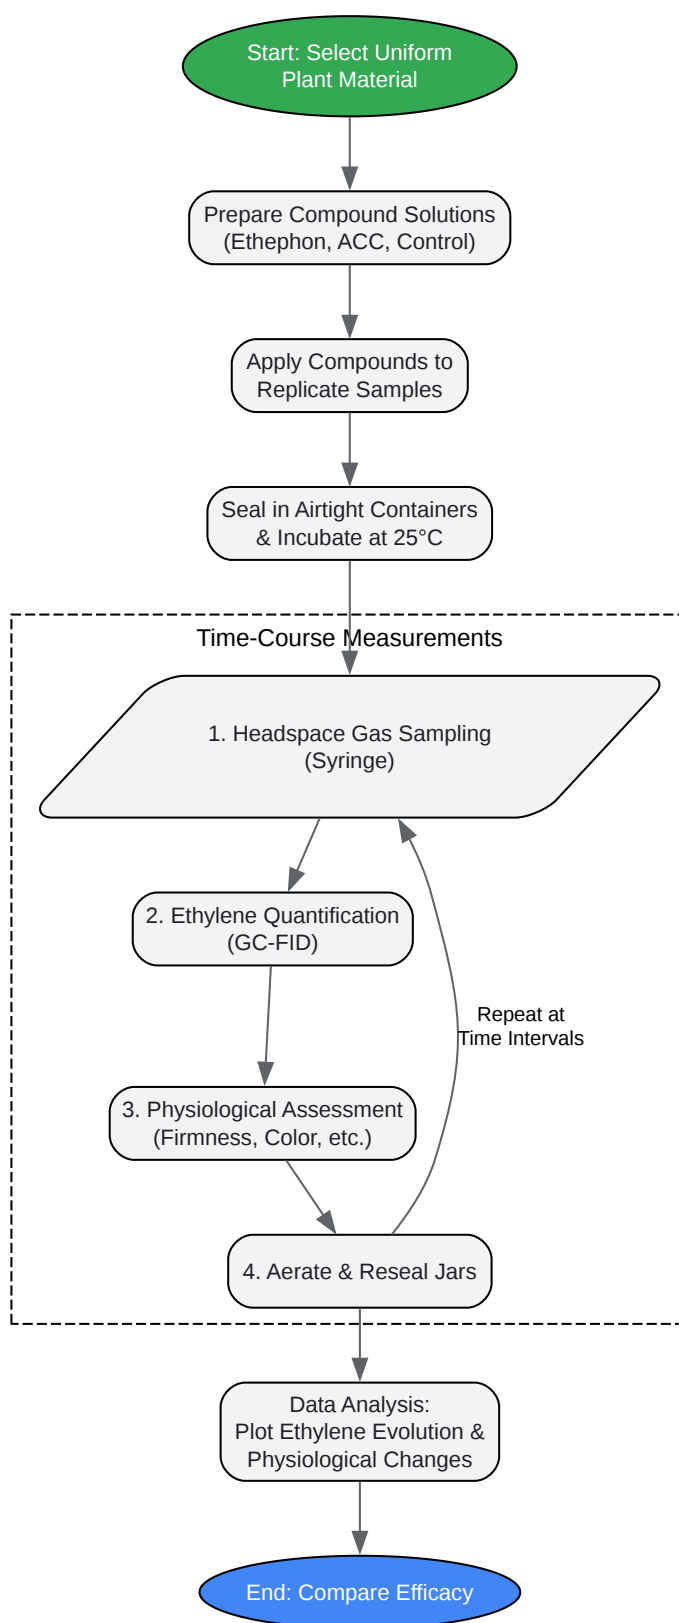 Start: Select Uniform
Plant Material
Prepare Compound Solutions
(Ethephon, ACC, Control)
Apply Compounds to
Replicate Samples
Seal in Airtight Containers
& Incubate at 25°C
Time-Course Measurements
1. Headspace Gas Sampling
(Syringe)
2. Ethylene Quantification
(GC-FID)
Repeat at
Time Intervals
3. Physiological Assessment
(Firmness, Color, etc.)
4. Aerate & Reseal Jars
Data Analysis:
Plot Ethylene Evolution &
Physiological Changes
End: Compare Efficacy